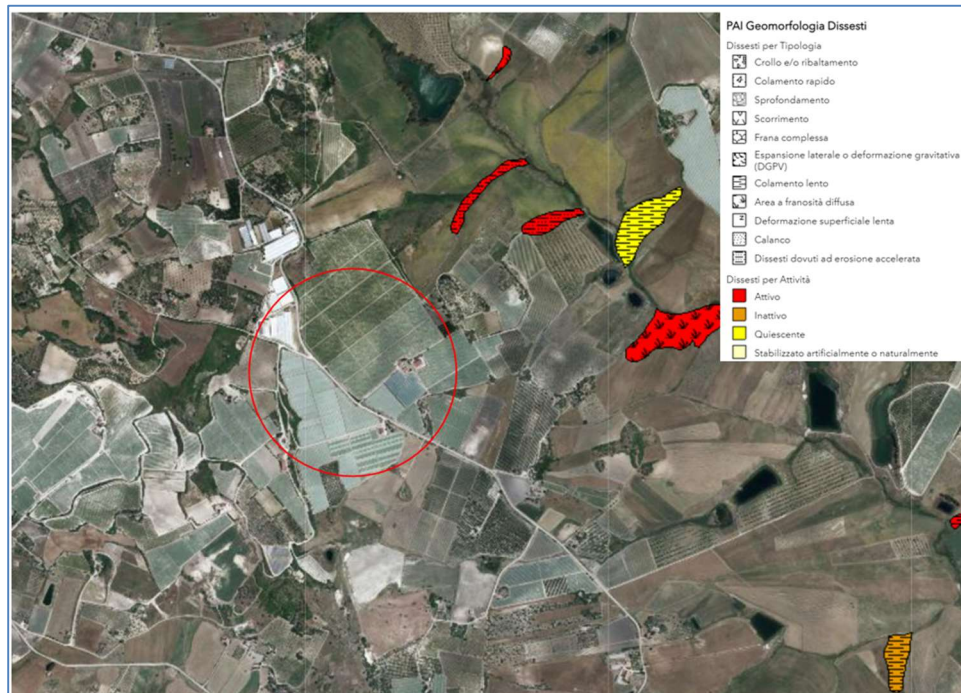 PAI Geomorfologia Dissesti
Dissesti per Tipologia
Crollo e/o ribaltamento
Colamento rapido
Sprofondamento
Scorrimento
Frana complessa
Espansione laterale o deformazione gravitativa
(DGPV)
Colamento lento
Area a franosità diffusa
Deformazione superficiale lenta
Calanco
Dissesti dovuti ad erosione accelerata
Dissesti per Attività
Attivo
Inattivo
Quiescente
Stabilizzato artificialmente o naturalmente